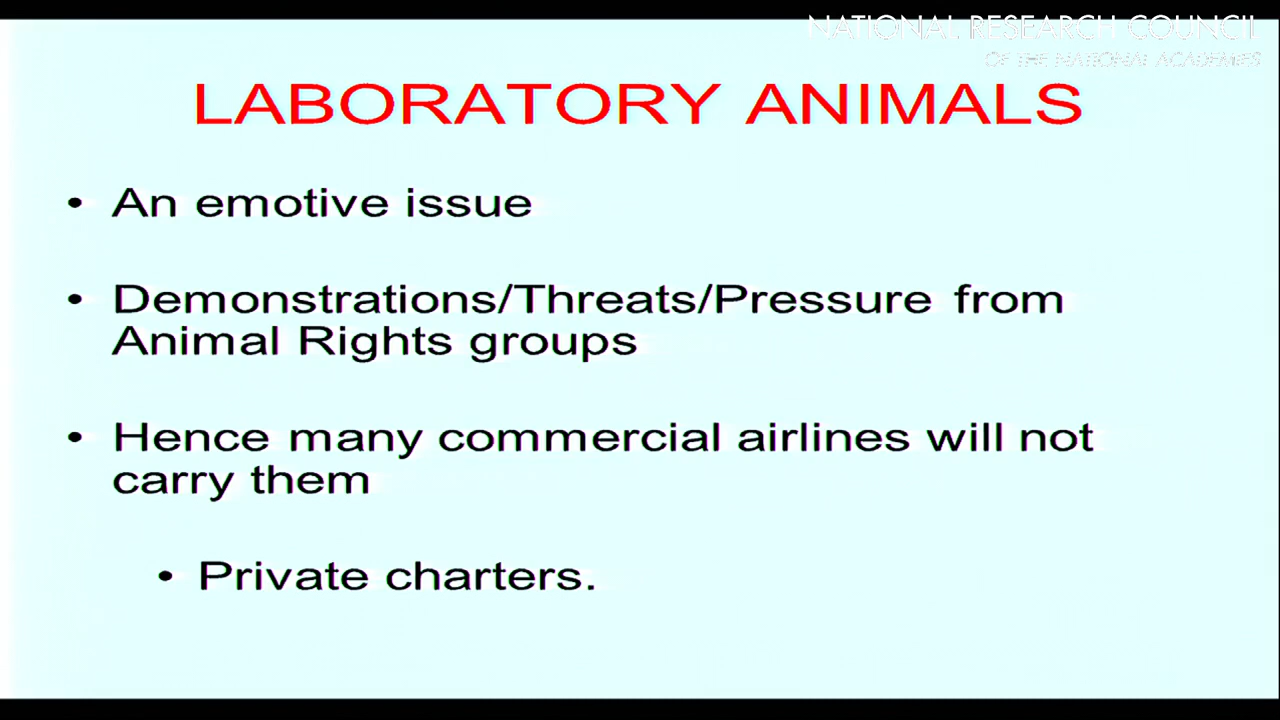 NATIONAL RESEARCH COUNCIL
OF THE NATIONAL ACADEMIES
LABORATORY ANIMALS
• An emotive issue
• Demonstrations/Threats/Pressure from
Animal Rights groups
• Hence many commercial airlines will not
carry them
• Private charters.